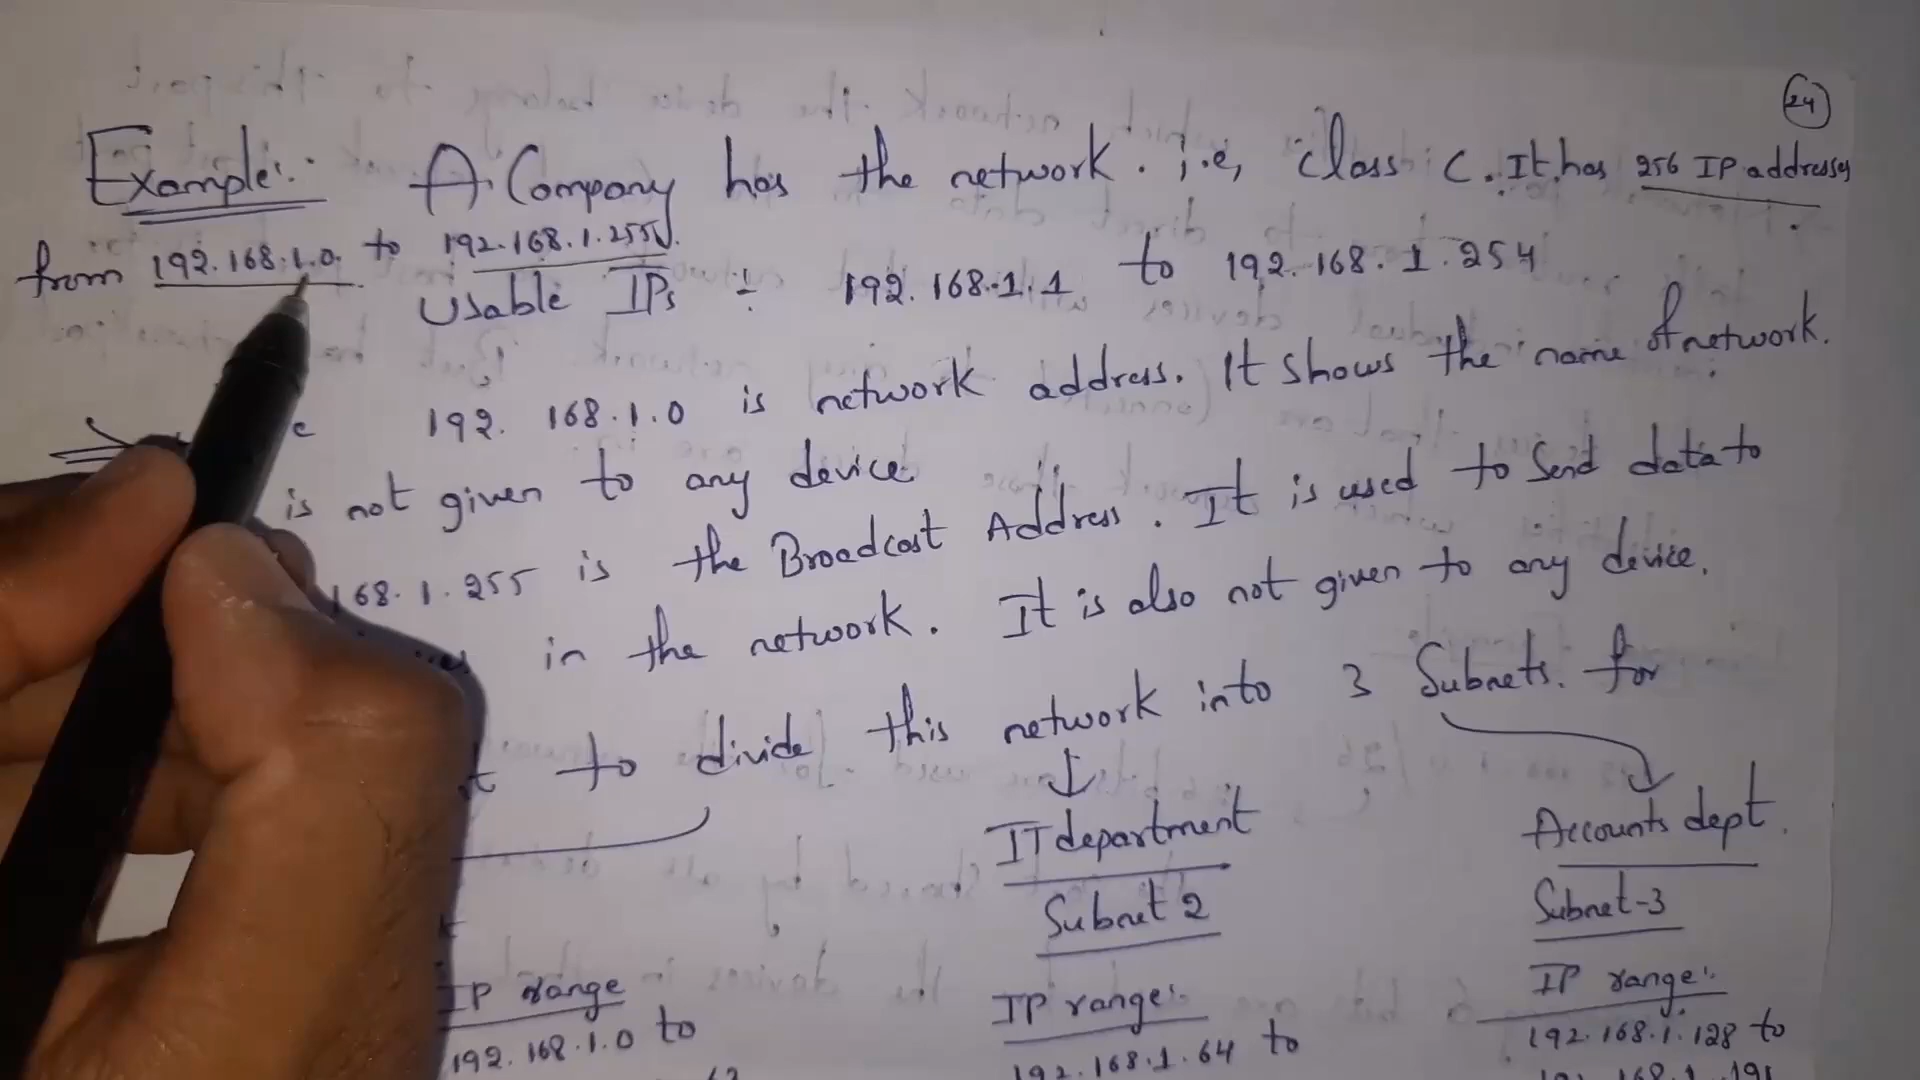 24
Example:- A Company has the network. i.e, Class C. It has 256 IP addresses
from 192.168.1.0. to 192.168.1.255.
Usable IPs :- 192.168.1.1 to 192.168.1.254
192. 168.1.0 is network address. It shows the name of network.
is not given to any device
168.1.255 is the Broadcast Address. It is used to Send data to
in the network. It is also not given to any device.
to divide this network into 3 Subnets. for
IT department Accounts dept.
Subnet 2 Subnet-3
IP range IP range:- IP range:-
192.168.1.0 to 192.168.1.64 to 192.168.1.128 to
168.1.191